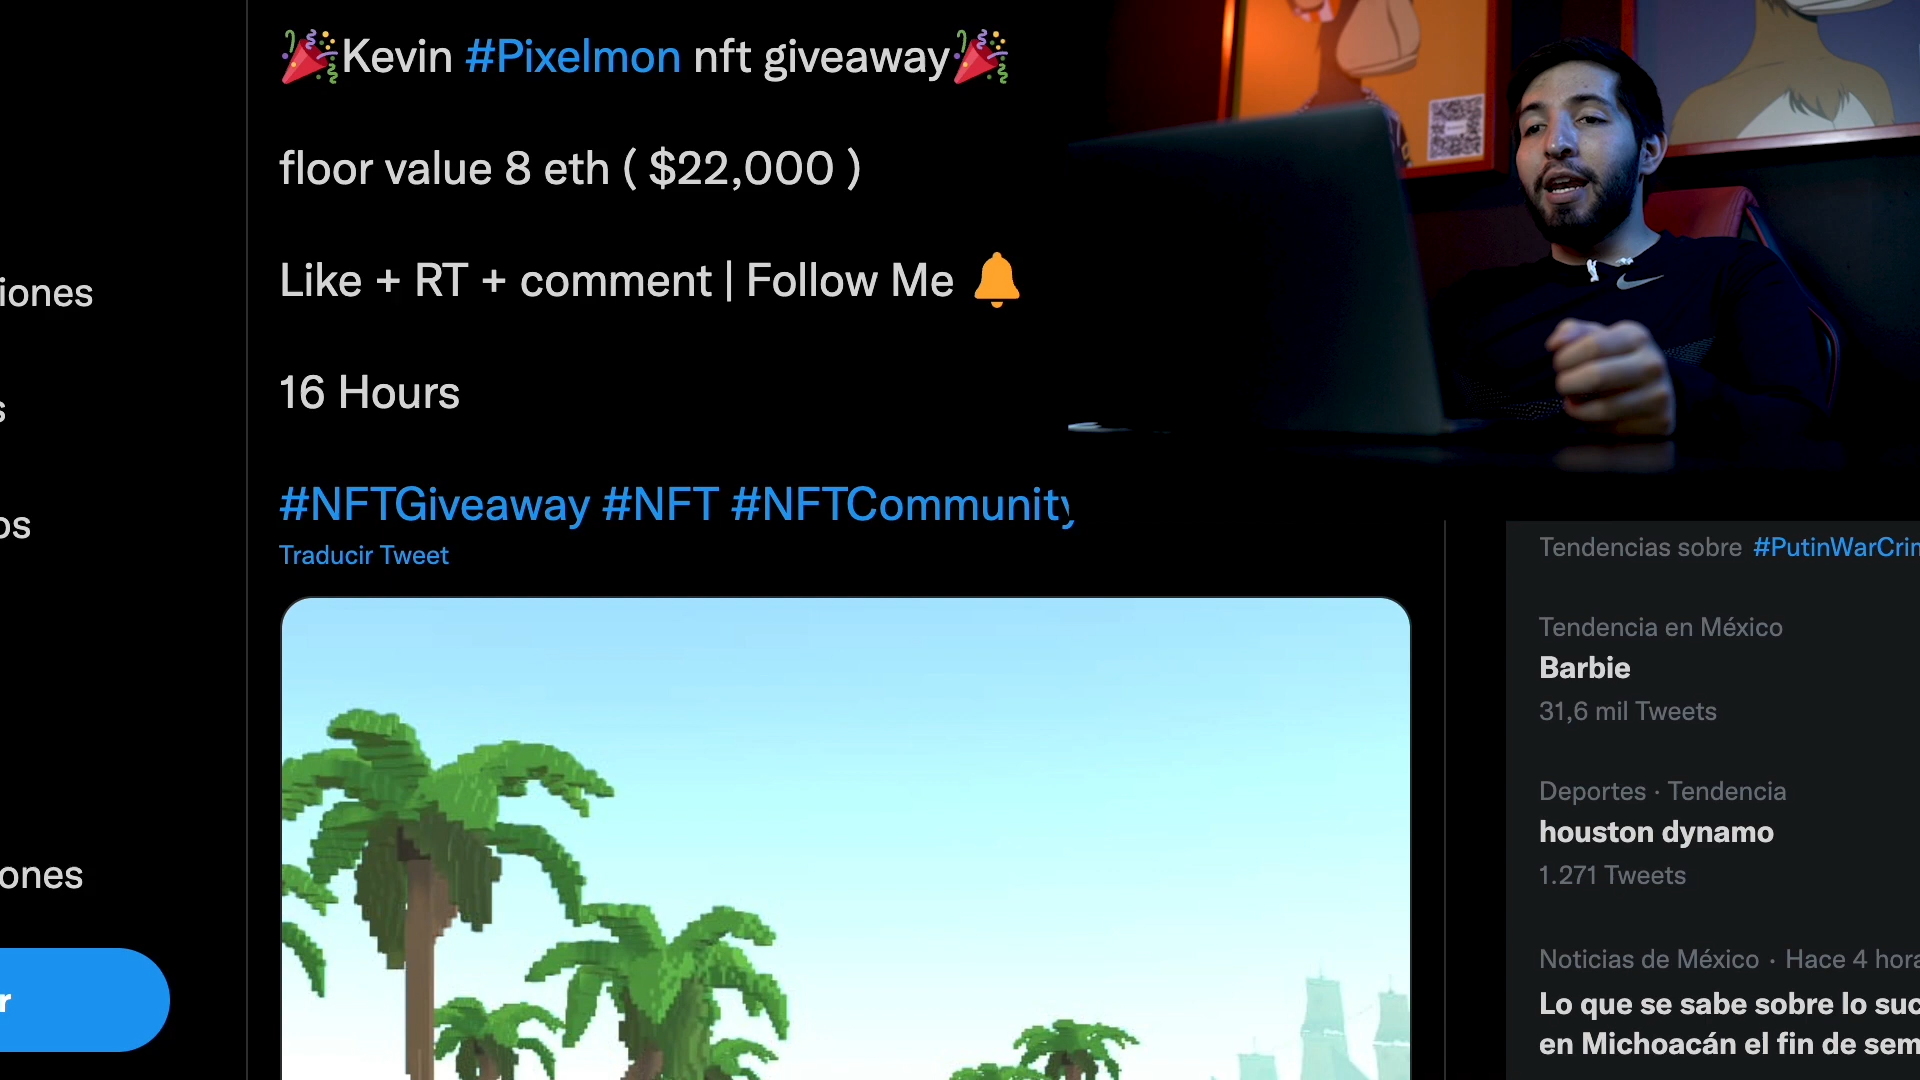 🎉Kevin #Pixelmon nft giveaway🎉
floor value 8 eth ( $22,000 )
Like + RT + comment | Follow Me 🔔
16 Hours
#NFTGiveaway #NFT #NFTCommunity
Traducir Tweet
iones
s
os
ones
r
Tendencias sobre #PutinWarCrim
Tendencia en México
Barbie
31,6 mil Tweets
Deportes · Tendencia
houston dynamo
1.271 Tweets
Noticias de México · Hace 4 hora
Lo que se sabe sobre lo suc
en Michoacán el fin de sem